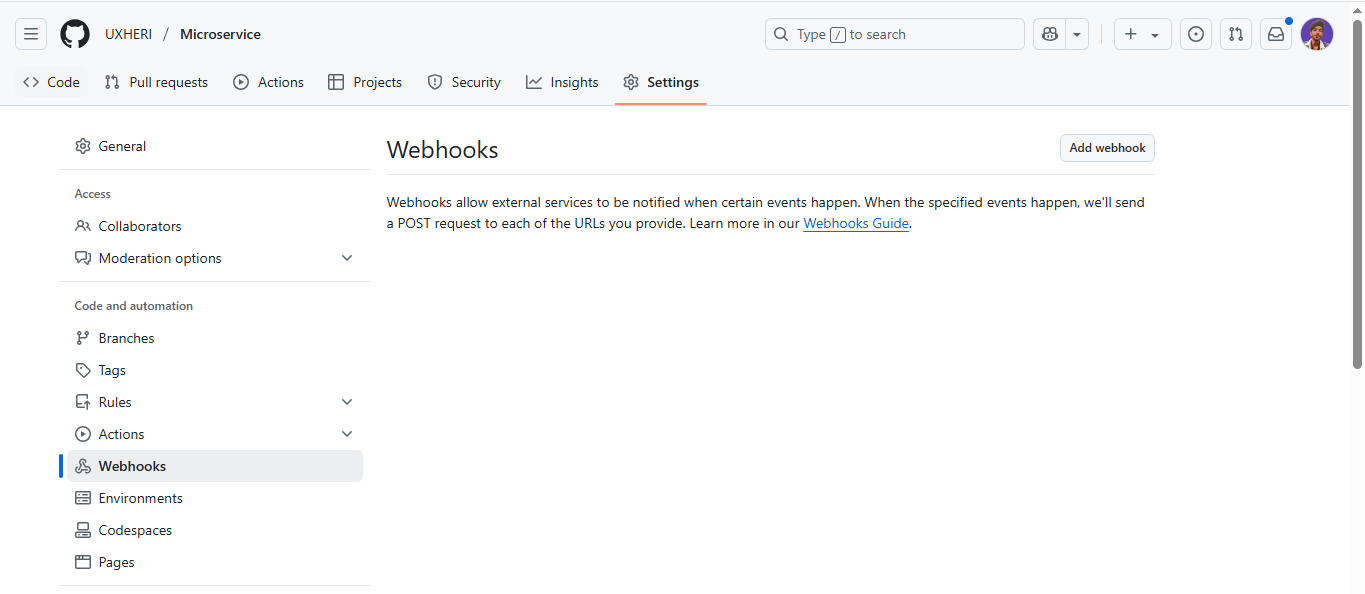 UXHERI / Microservice
Type / to search
Code
Pull requests
Actions
Projects
Security
Insights
Settings
General
Access
Collaborators
Moderation options
Code and automation
Branches
Tags
Rules
Actions
Webhooks
Environments
Codespaces
Pages
Webhooks
Add webhook
Webhooks allow external services to be notified when certain events happen. When the specified events happen, we'll send
a POST request to each of the URLs you provide. Learn more in our Webhooks Guide.